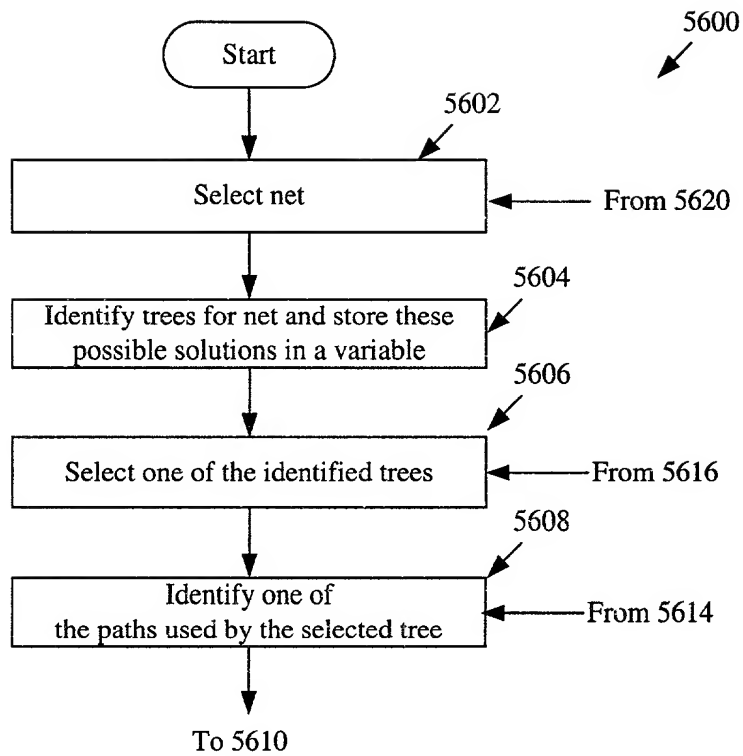 Start
5600
5602
Select net
From 5620
5604
Identify trees for net and store these
possible solutions in a variable
5606
Select one of the identified trees
From 5616
5608
Identify one of
the paths used by the selected tree
From 5614
To 5610